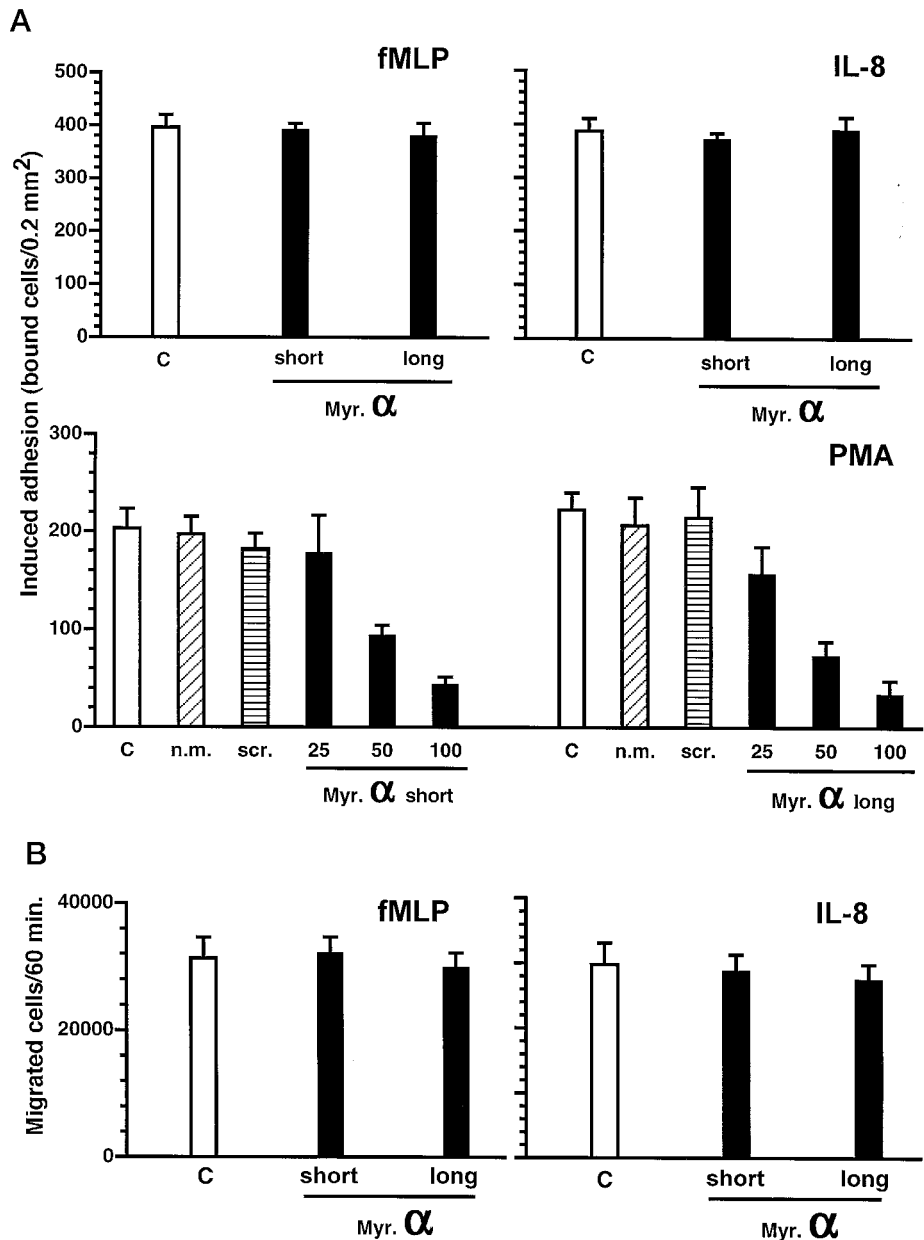 A
fMLP
IL-8
Induced adhesion (bound cells/0.2 mm2)
500
400
300
200
100
0
C short long
Myr. α
C short long
Myr. α
PMA
300
200
100
0
C n.m. scr. 25 50 100
Myr. α short
C n.m. scr. 25 50 100
Myr. α long
B
fMLP
IL-8
Migrated cells/60 min.
40000
20000
0
C short long
Myr. α
C short long
Myr. α